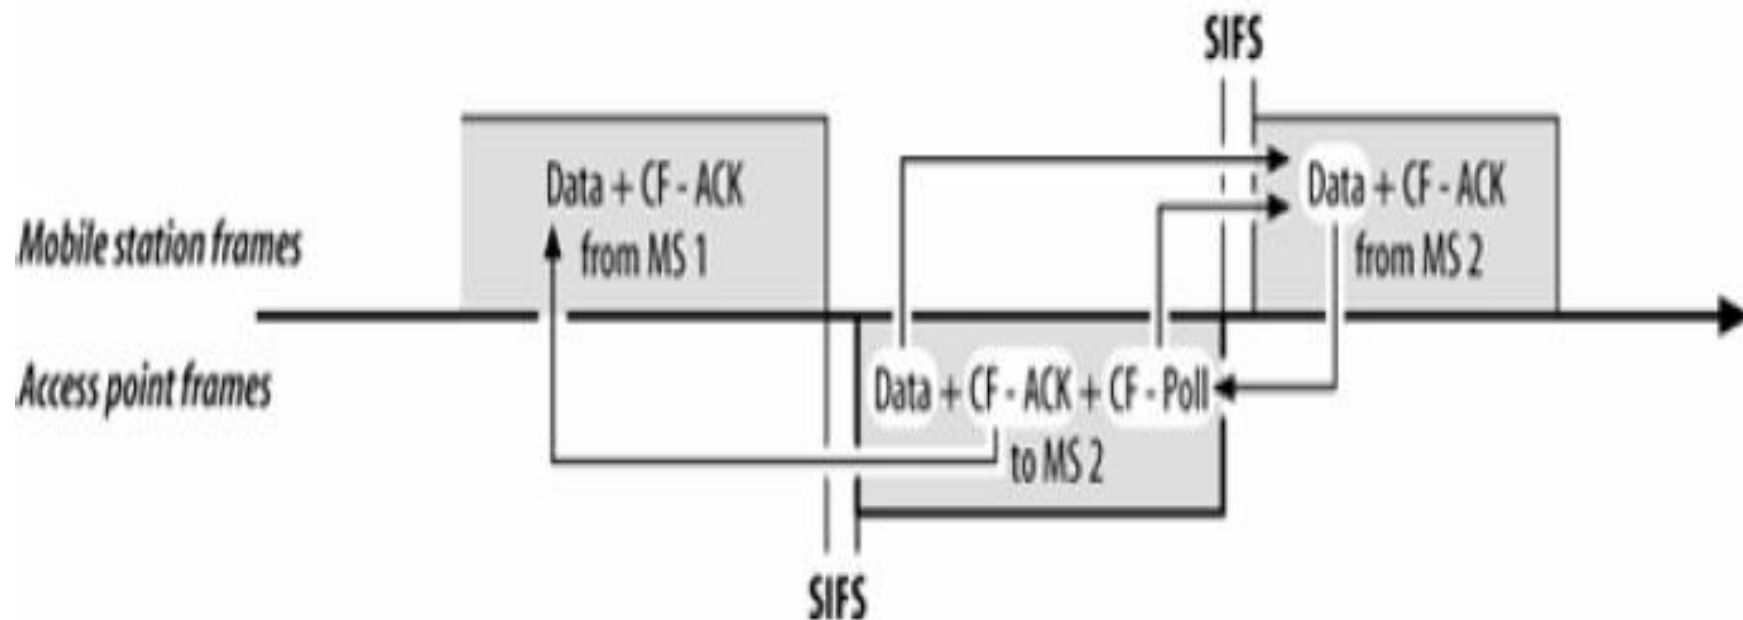 SIFS
Data + CF - ACK
from MS 1
Data + CF - ACK
from MS 2
Mobile station frames
Access point frames
Data + CF - ACK + CF - Poll
to MS 2
SIFS